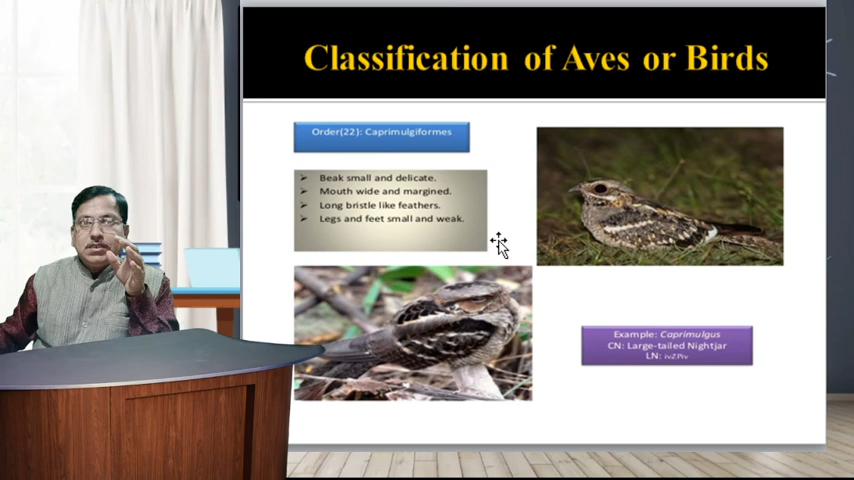 Classification of Aves or Birds
Order(22): Caprimulgiformes
Beak small and delicate.
Mouth wide and margined.
Long bristle like feathers.
Legs and feet small and weak.
Example: Caprimulgus
CN: Large-tailed Nightjar
LN: